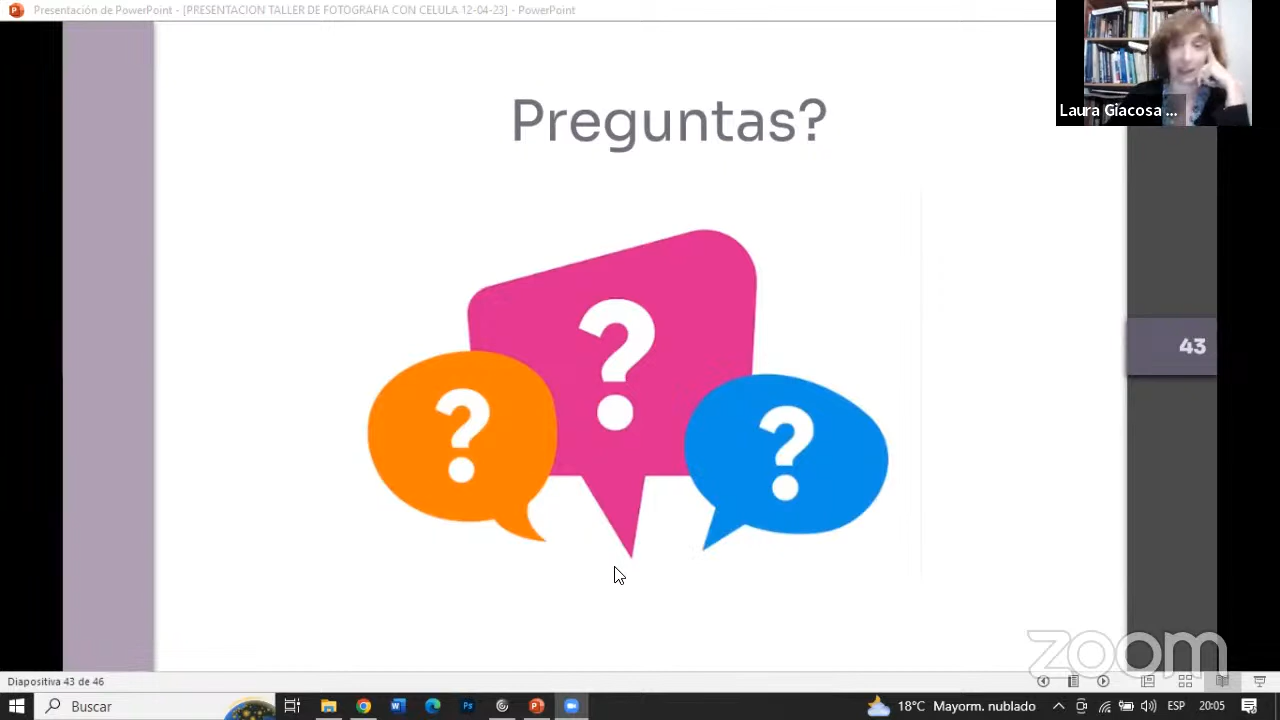 Presentación de PowerPoint - [PRESENTACION TALLER DE FOTOGRAFIA CON CELULA 12-04-23] - PowerPoint
Laura Giacosa ...
Preguntas?
?
?
?
43
zoom
Diapositiva 43 de 46
Buscar
18°C Mayorm. nublado
ESP
20:05